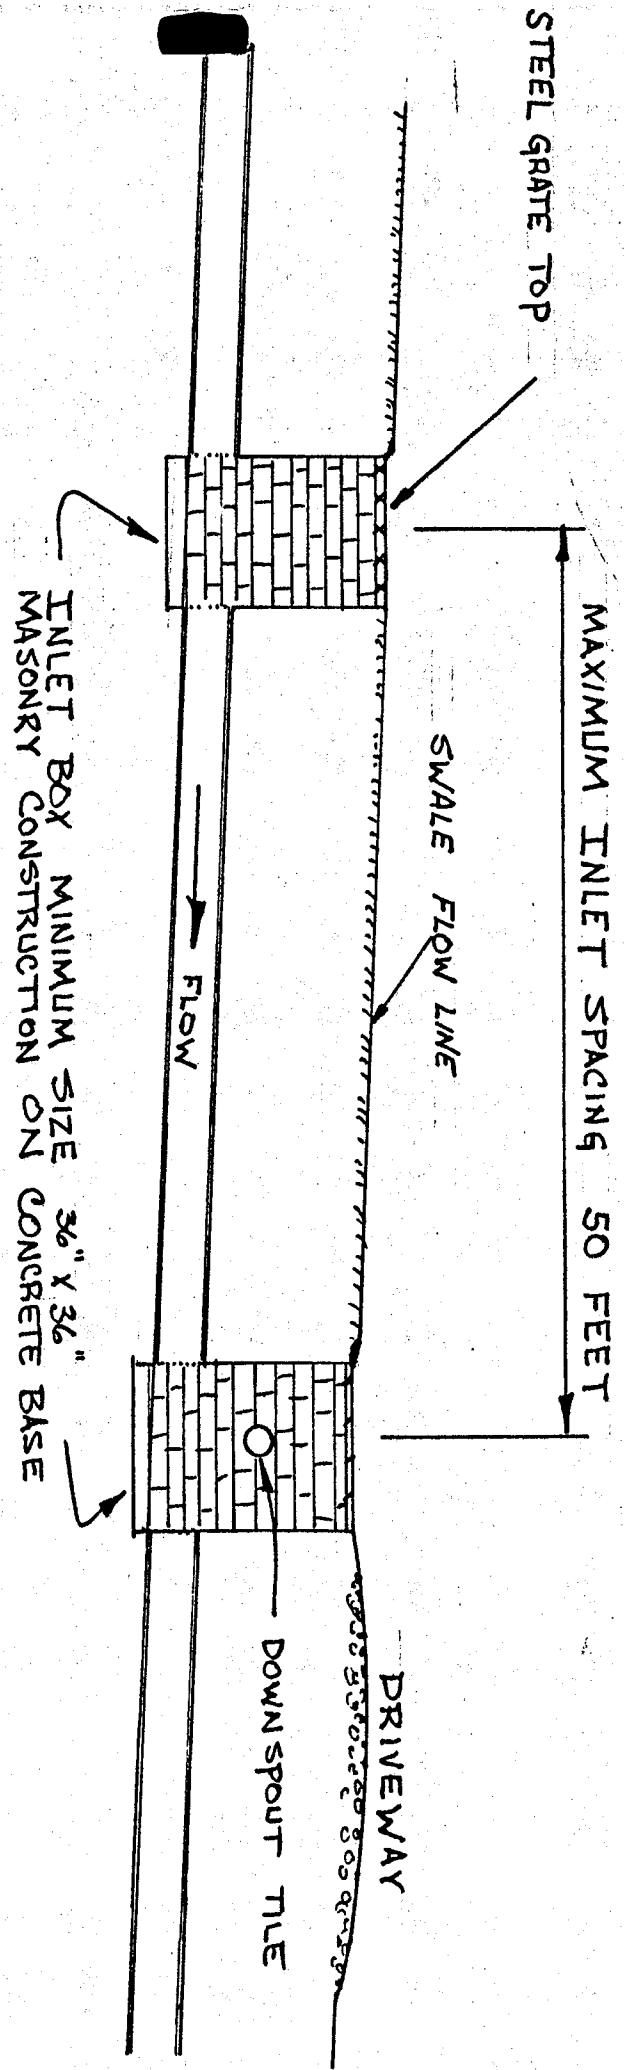 STEEL GRATE TOP
MAXIMUM INLET SPACING 50 FEET
SWALE FLOW LINE
FLOW
DRIVEWAY
DOWNSPOUT TILE
INLET BOX MINIMUM SIZE 36" X 36"
MASONRY CONSTRUCTION ON CONCRETE BASE